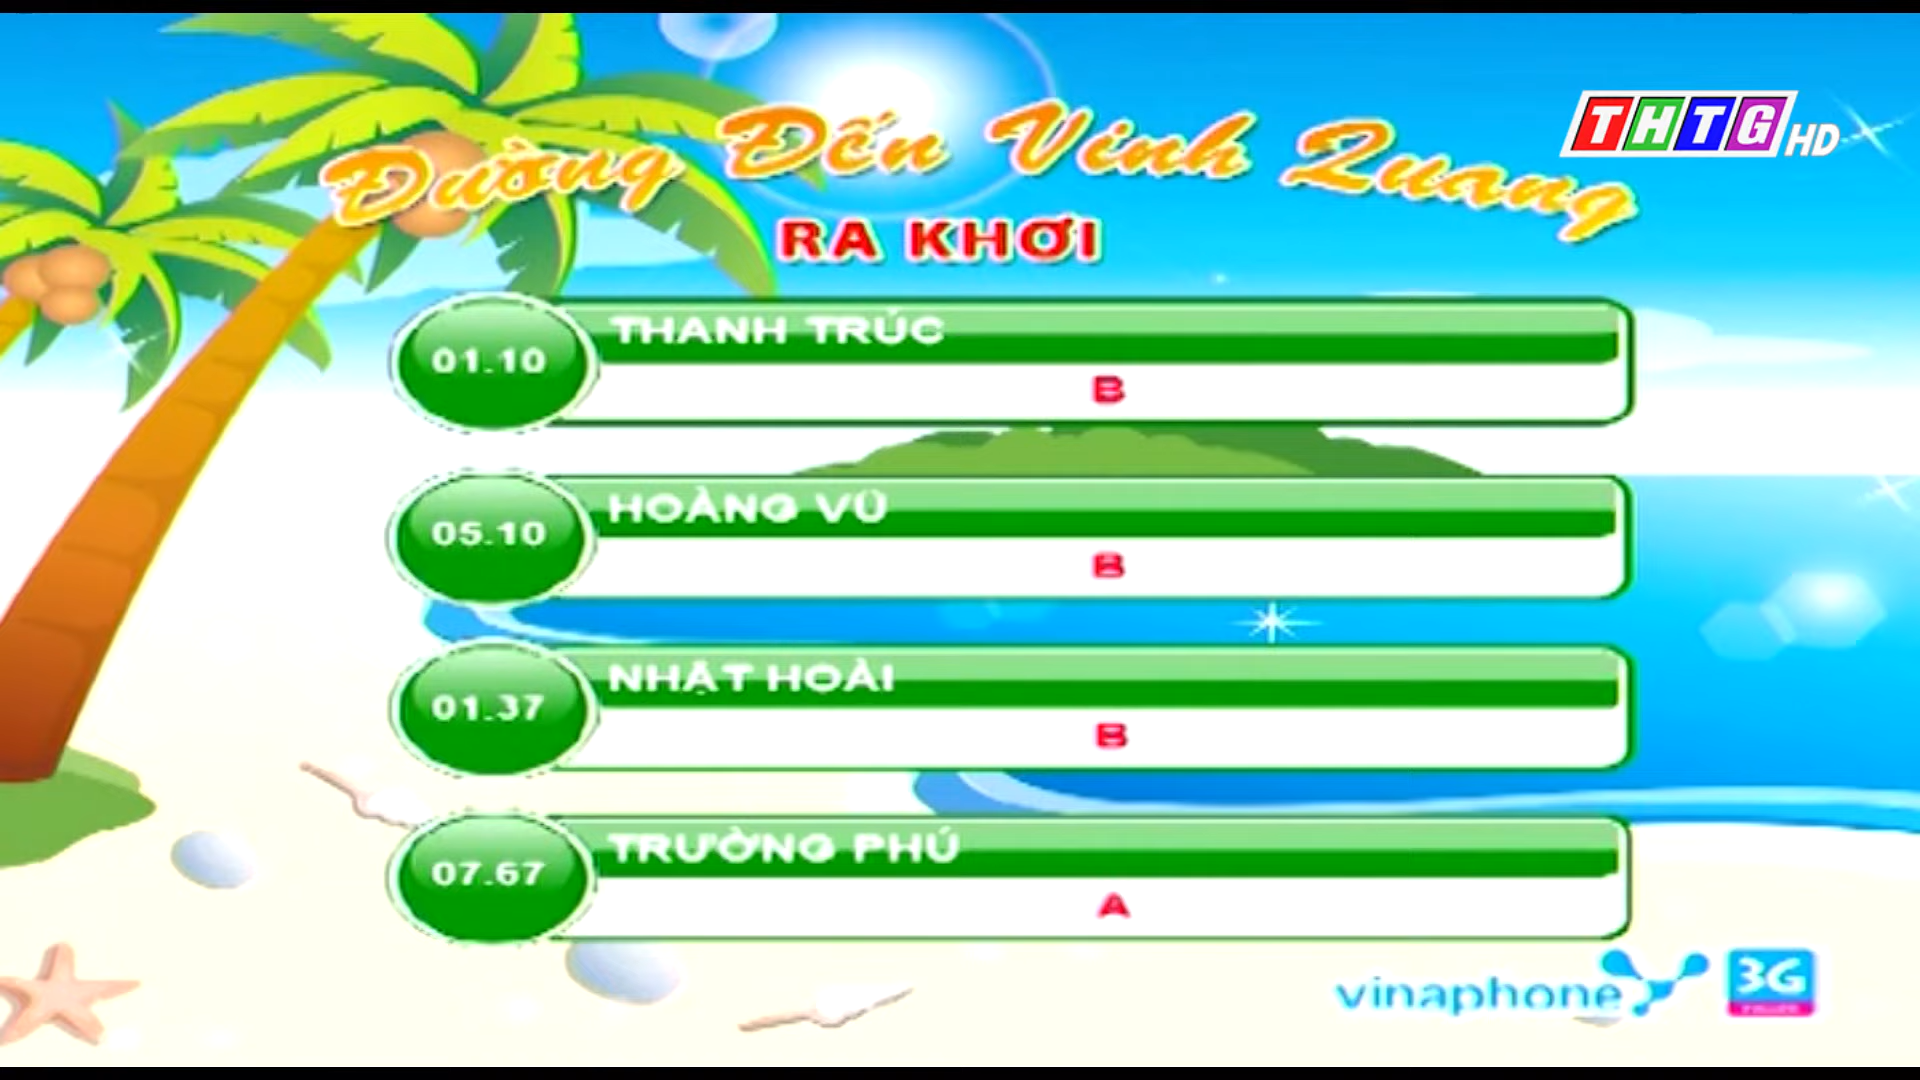 THTG HD
Đường Đến Vinh Quang
RA KHƠI
THANH TRÚC
01.10
B
HOÀNG VŨ
05.10
B
NHẬT HOÀI
01.37
B
TRƯỜNG PHÚ
07.67
A
vinaphone
3G